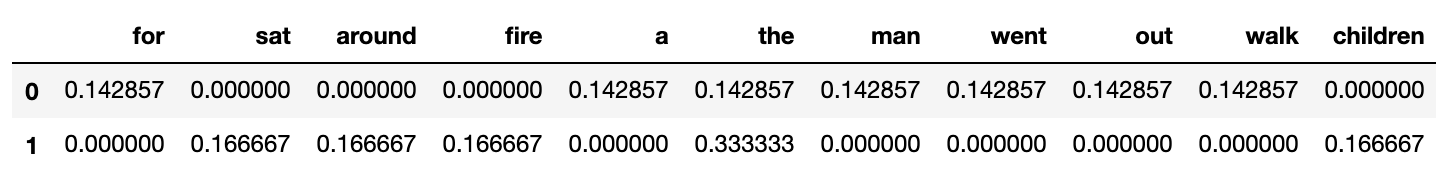 for sat around fire a the man went out walk children
0 0.142857 0.000000 0.000000 0.000000 0.142857 0.142857 0.142857 0.142857 0.142857 0.142857 0.000000
1 0.000000 0.166667 0.166667 0.166667 0.000000 0.333333 0.000000 0.000000 0.000000 0.000000 0.166667